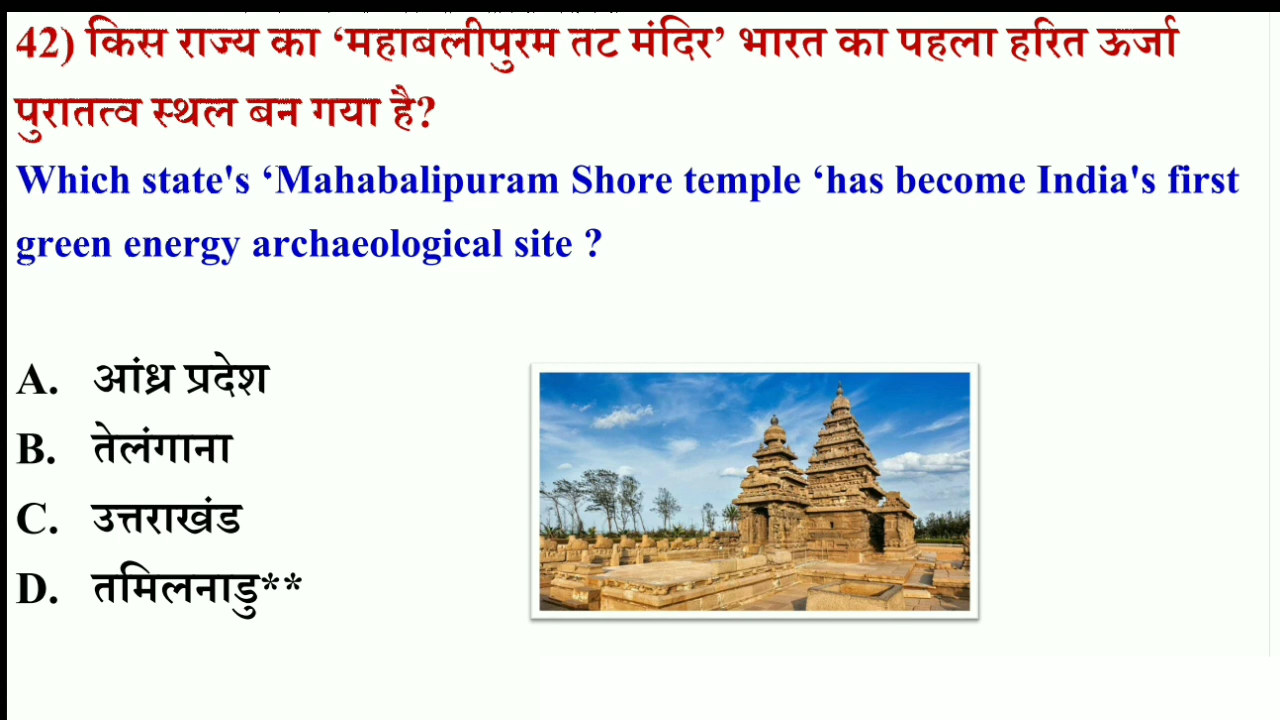 42) किस राज्य का ‘महाबलीपुरम तट मंदिर’ भारत का पहला हरित ऊर्जा
पुरातत्व स्थल बन गया है?
Which state's ‘Mahabalipuram Shore temple ‘has become India's first
green energy archaeological site ?
A. आंध्र प्रदेश
B. तेलंगाना
C. उत्तराखंड
D. तमिलनाडु**